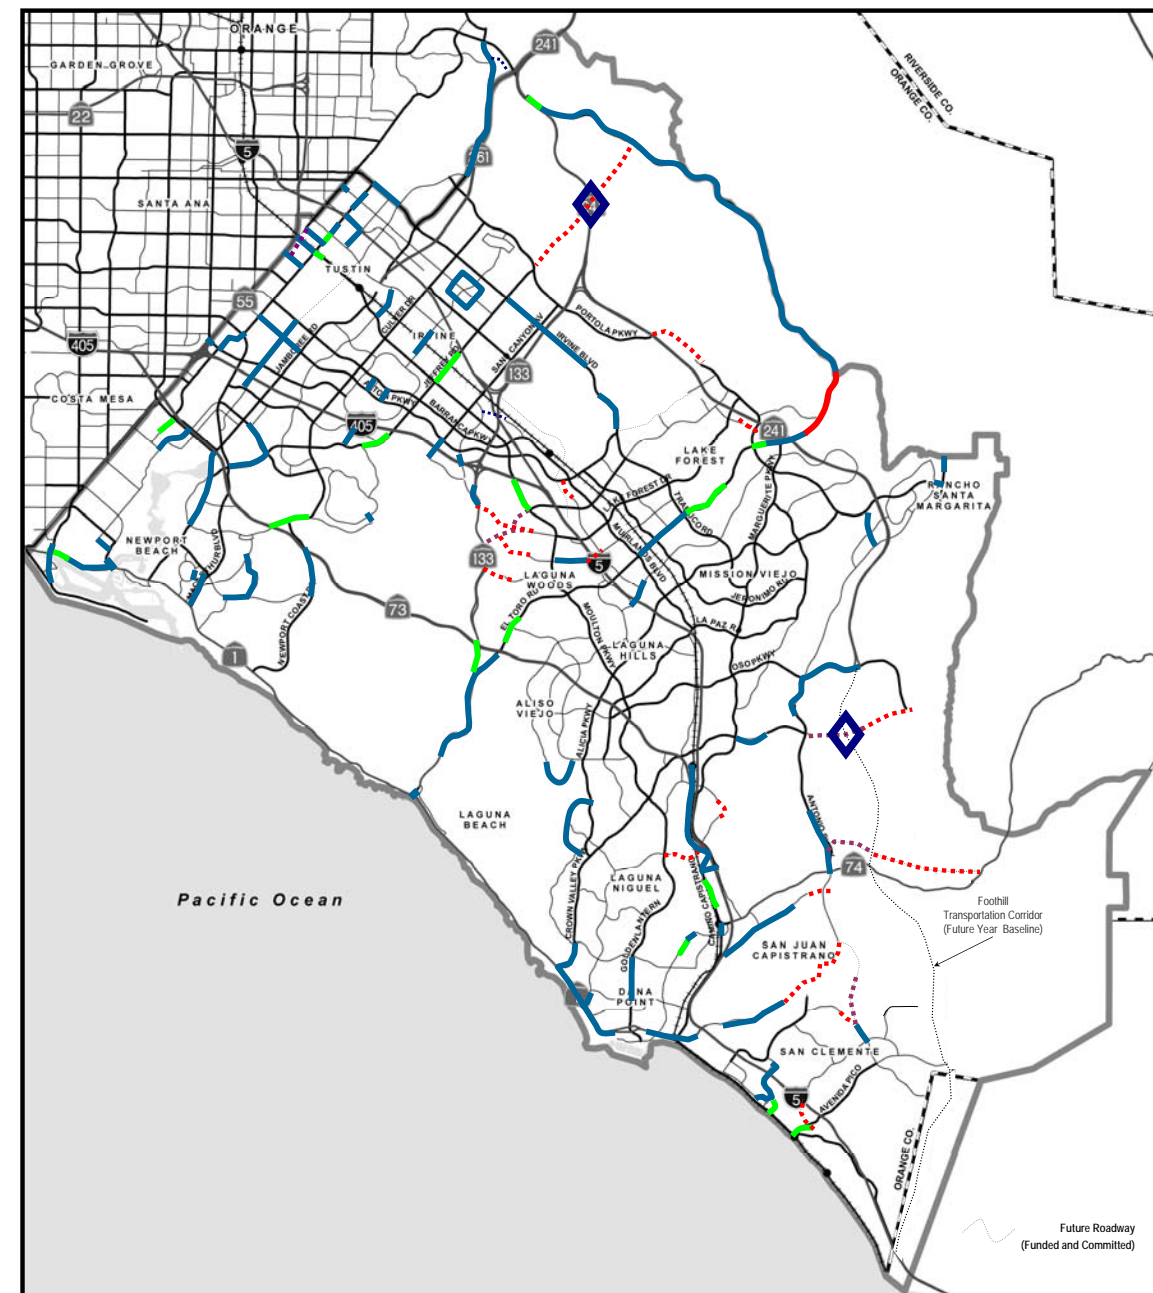 ORANGE
241
GARDEN GROVE
RIVERSIDE CO.
ORANGE CO.
22
5
261
SANTA ANA
TUSTIN
55
PORTOLA PKWY
CULVER DR
IRVINE
SAND CANYON AV
IRVINE BLVD
405
JAMBOREE RD
JEFFREY RD
133
COSTA MESA
ALTON PKWY
BARRANCA PKWY
405
241
LAKE
FOREST
MARGUERITE PKWY
LAKE FOREST DR
TRABUCO RD
RANCHO
SANTA
MARGARITA
MUIRLANDS BLVD
NEWPORT
BEACH
MACARTHUR BLVD
133
5
LAGUNA
WOODS
MISSION VIEJO
JERONIMO RD
NEWPORT COAST
73
EL TORO RD
MOULTON PKWY
LA PAZ RD
1
LAGUNA
HILLS
OSO PKWY
ALISO
VIEJO
ALICIA PKWY
LAGUNA
BEACH
ANTONIO
74
CROWN VALLEY PKWY
LAGUNA
NIGUEL
CAMINO CAPISTRANO
Pacific Ocean
GOLDEN LANTERN
Foothill
Transportation Corridor
(Future Year Baseline)
SAN JUAN
CAPISTRANO
DANA
POINT
SAN CLEMENTE
5
AVENIDA PICO
ORANGE CO.
Future Roadway
(Funded and Committed)